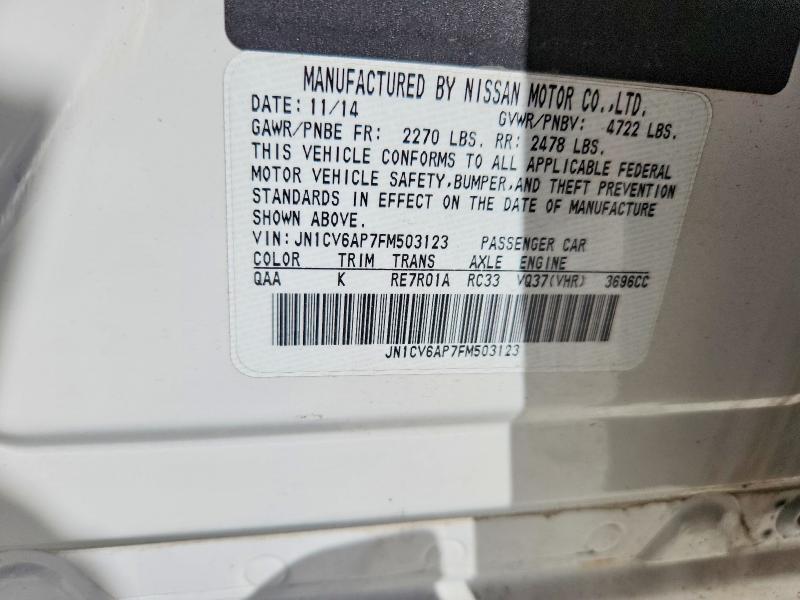 MANUFACTURED BY NISSAN MOTOR CO.,LTD.
DATE: 11/14 GVWR/PNBV: 4722 LBS.
GAWR/PNBE FR: 2270 LBS. RR: 2478 LBS.
THIS VEHICLE CONFORMS TO ALL APPLICABLE FEDERAL
MOTOR VEHICLE SAFETY,BUMPER,AND THEFT PREVENTION
STANDARDS IN EFFECT ON THE DATE OF MANUFACTURE
SHOWN ABOVE.
VIN:JN1CV6AP7FM503123 PASSENGER CAR
COLOR TRIM TRANS AXLE ENGINE
QAA K RE7R01A RC33 VQ37(VHR) 3696CC
JN1CV6AP7FM503123